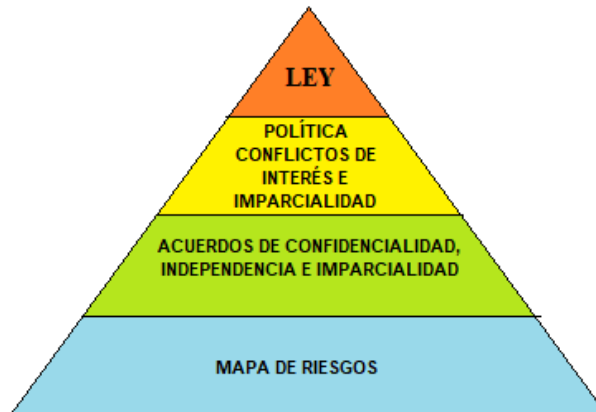 LEY
POLÍTICA
CONFLICTOS DE
INTERÉS E
IMPARCIALIDAD
ACUERDOS DE CONFIDENCIALIDAD,
INDEPENDENCIA E IMPARCIALIDAD
MAPA DE RIESGOS